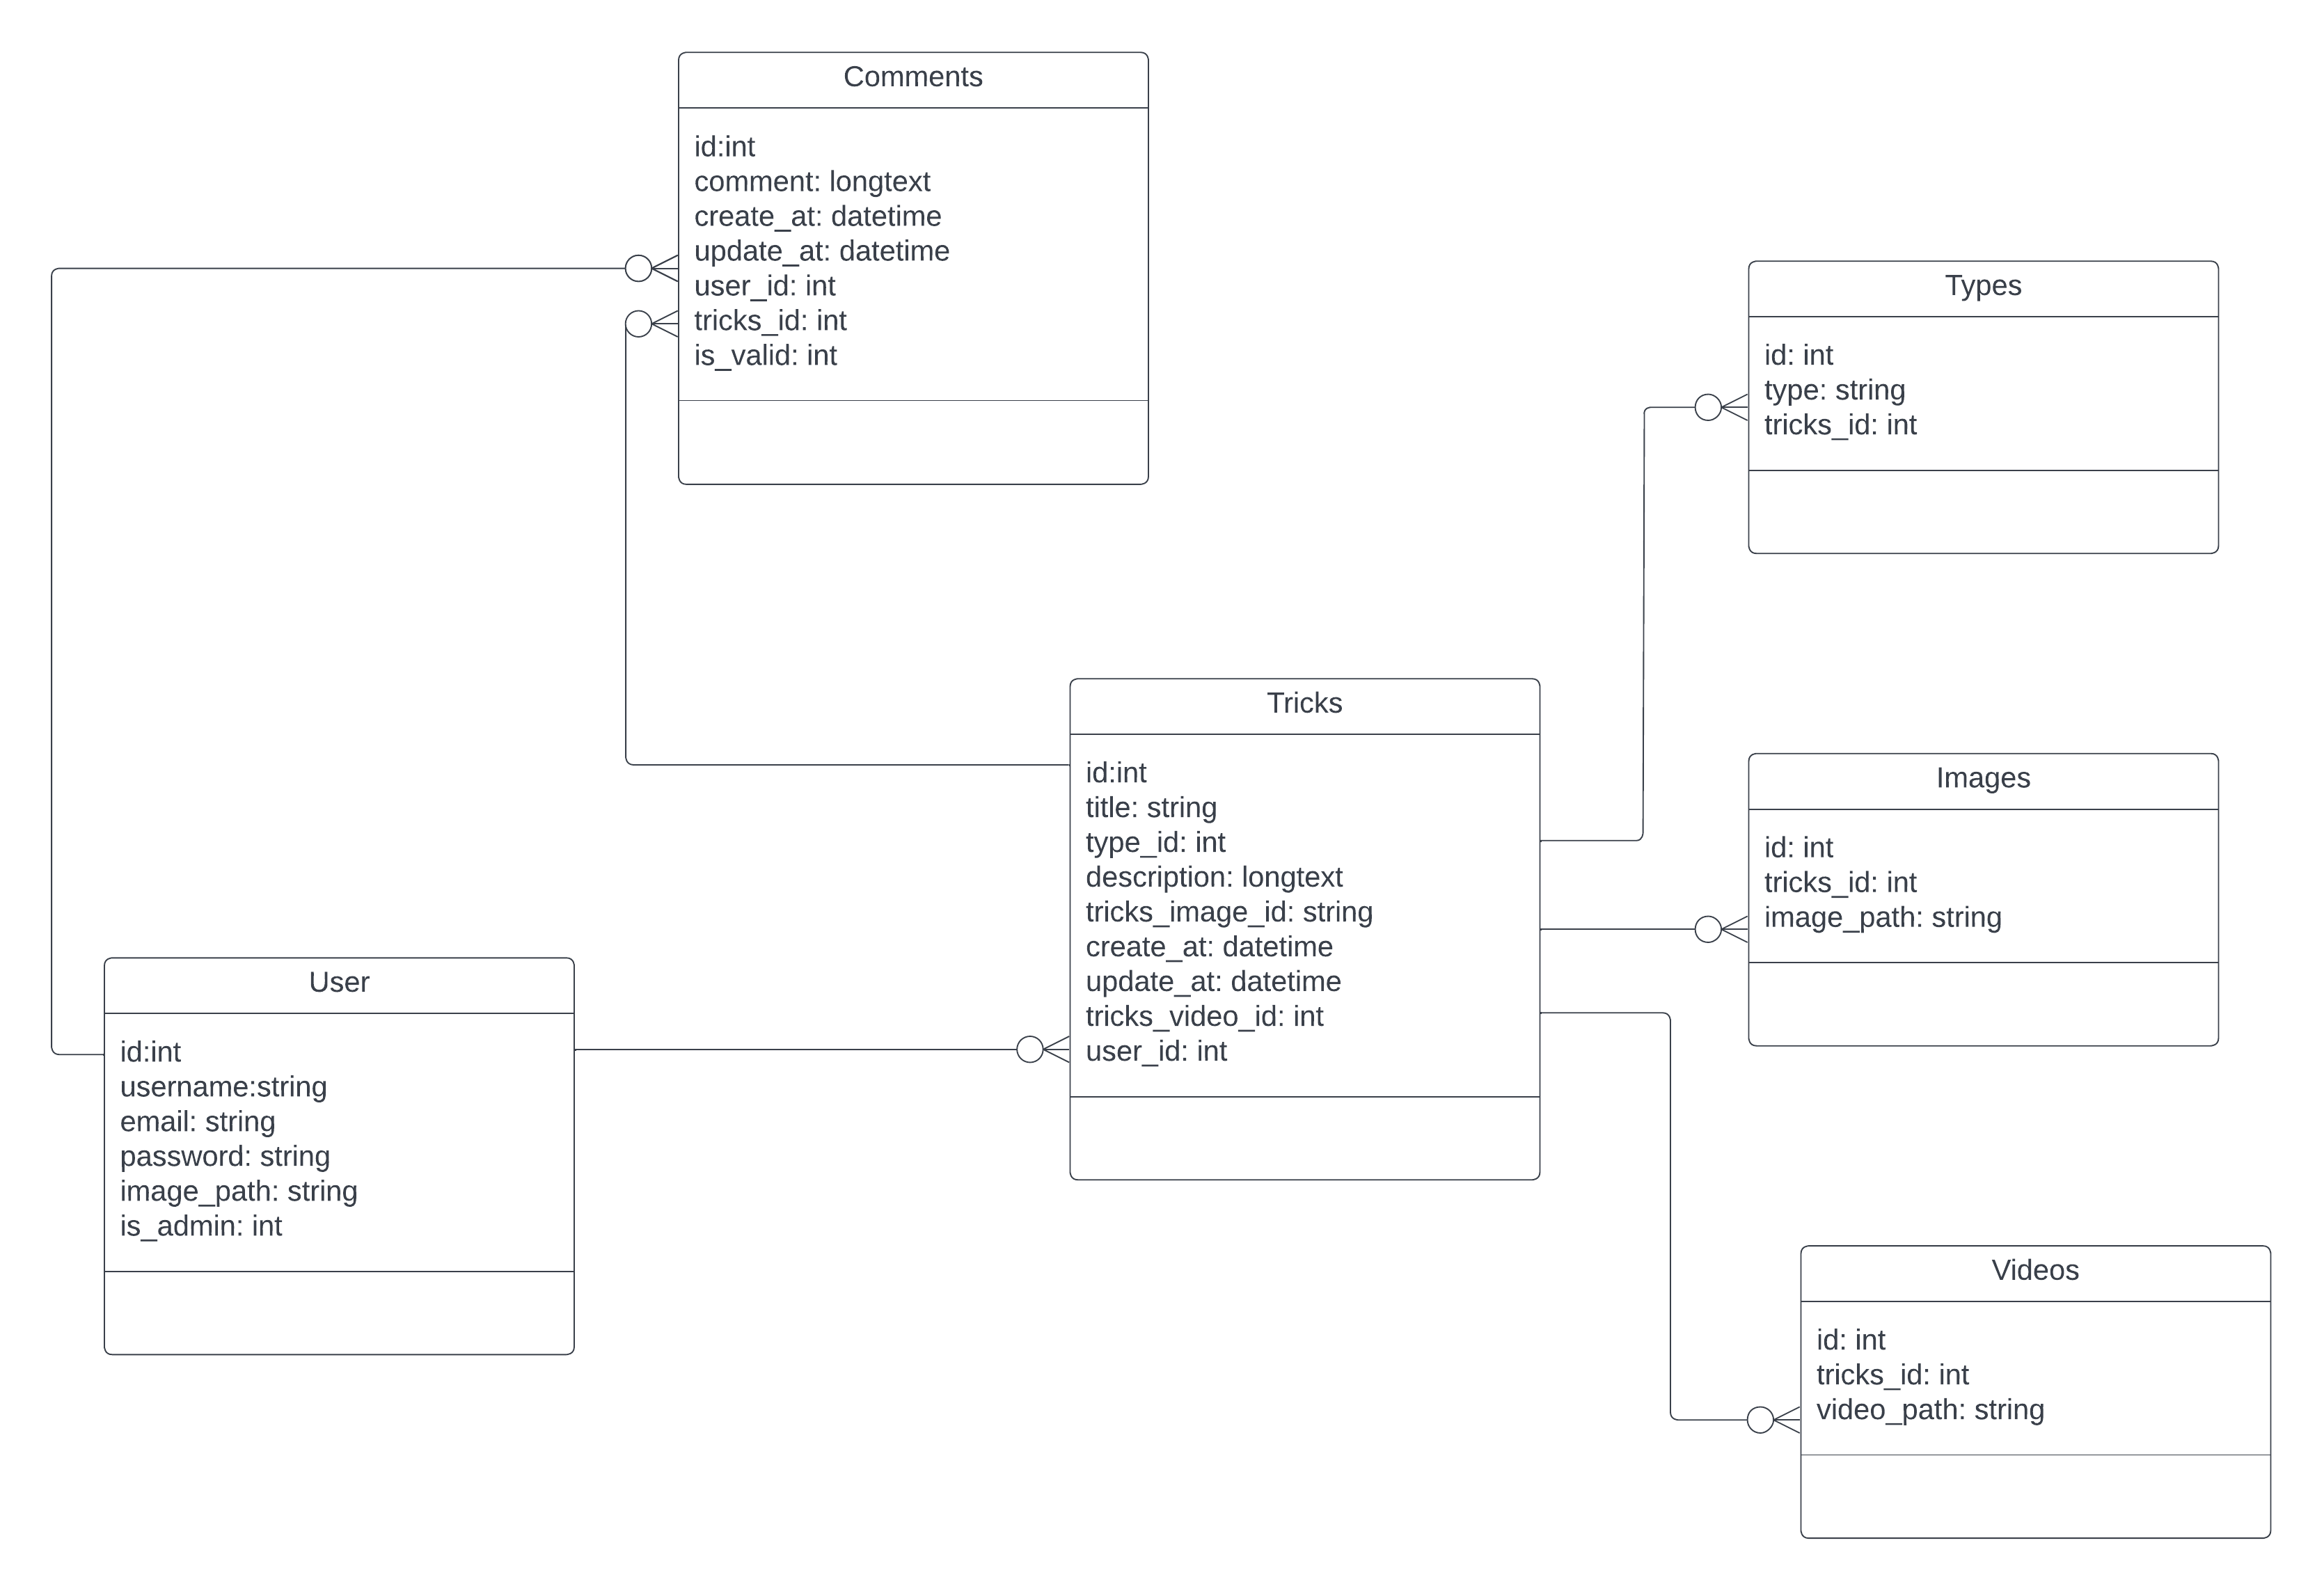 Comments
id:int
comment: longtext
create_at: datetime
update_at: datetime
user_id: int
tricks_id: int
is_valid: int
Types
id: int
type: string
tricks_id: int
Tricks
id:int
title: string
type_id: int
description: longtext
tricks_image_id: string
create_at: datetime
update_at: datetime
tricks_video_id: int
user_id: int
Images
id: int
tricks_id: int
image_path: string
User
id:int
username:string
email: string
password: string
image_path: string
is_admin: int
Videos
id: int
tricks_id: int
video_path: string